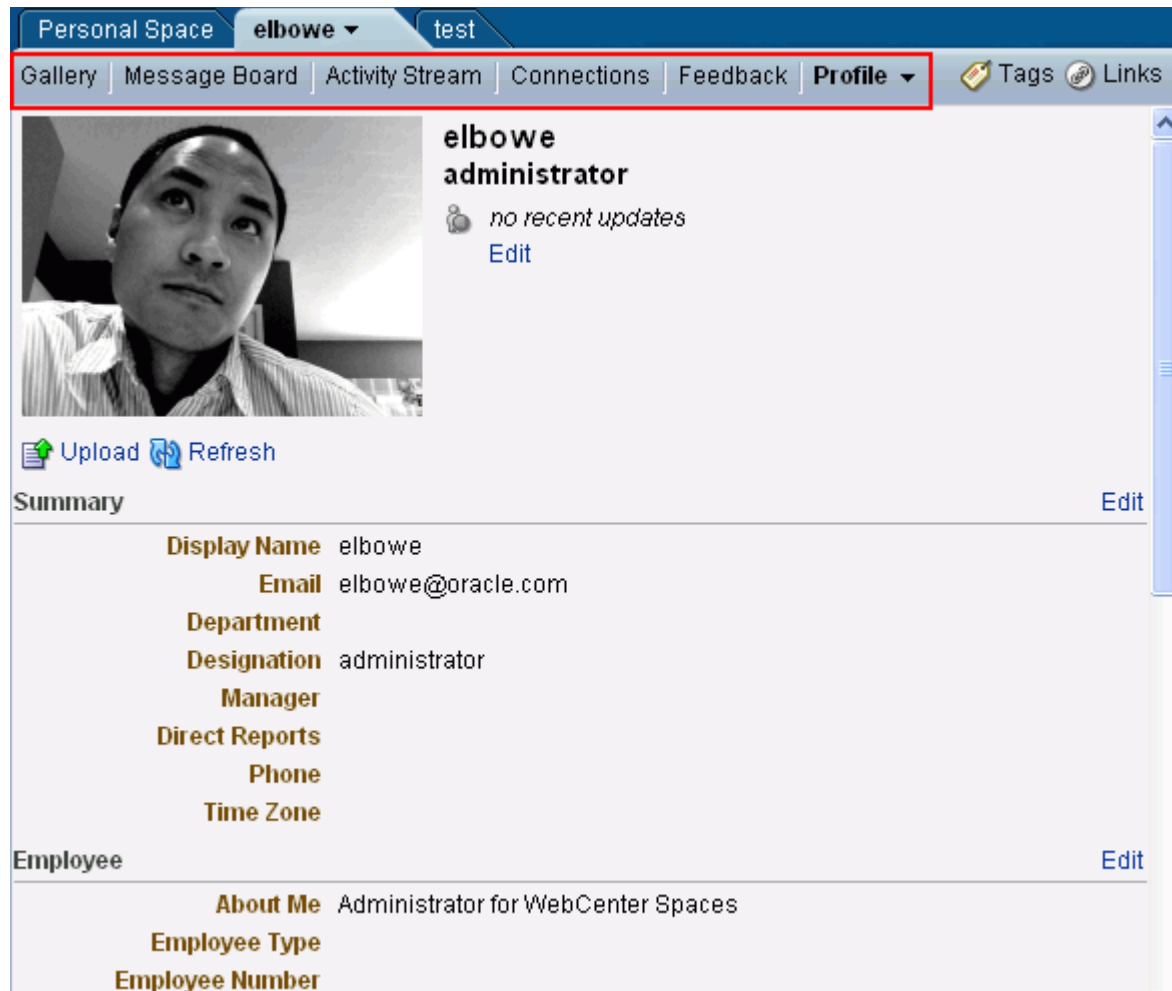 Personal Space elbowe test
Gallery Message Board Activity Stream Connections Feedback Profile Tags Links
elbowe
administrator
no recent updates
Edit
Upload Refresh
Summary Edit
Display Name elbowe
Email elbowe@oracle.com
Department
Designation administrator
Manager
Direct Reports
Phone
Time Zone
Employee Edit
About Me Administrator for WebCenter Spaces
Employee Type
Employee Number